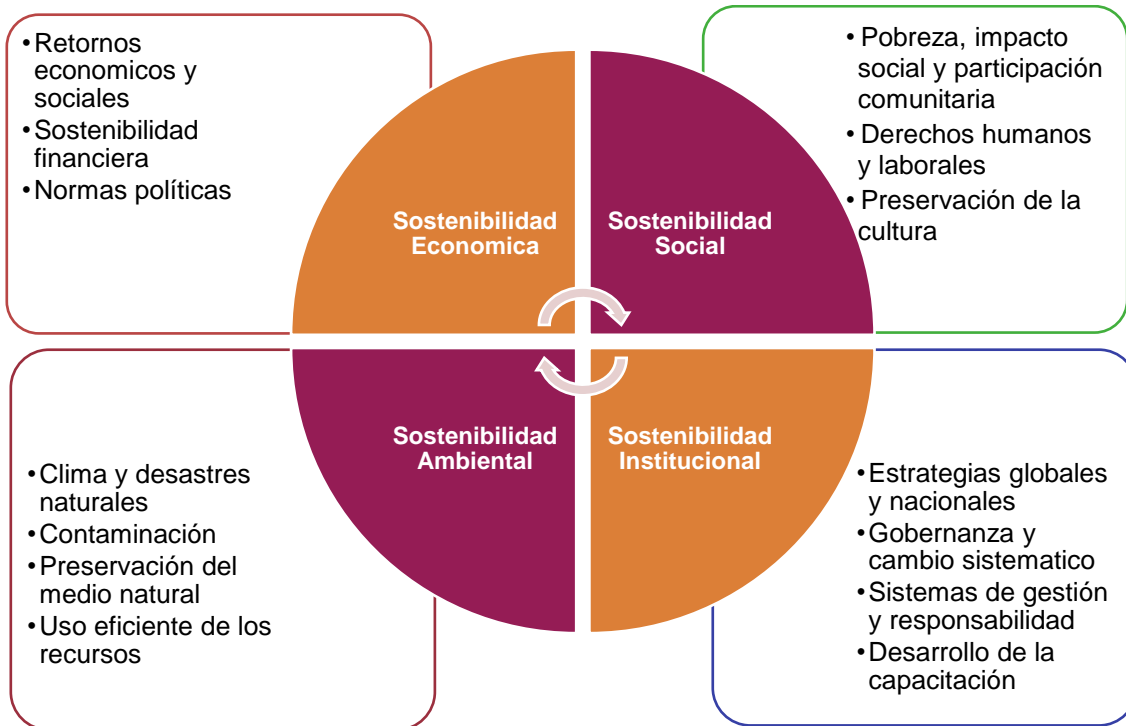 • Retornos
economicos y
sociales
• Sostenibilidad
financiera
• Normas políticas
• Pobreza, impacto
social y participación
comunitaria
• Derechos humanos
y laborales
• Preservación de la
cultura
Sostenibilidad
Economica
Sostenibilidad
Social
Sostenibilidad
Ambiental
Sostenibilidad
Institucional
• Clima y desastres
naturales
• Contaminación
• Preservación del
medio natural
• Uso eficiente de los
recursos
• Estrategias globales
y nacionales
• Gobernanza y
cambio sistematico
• Sistemas de gestión
y responsabilidad
• Desarrollo de la
capacitación